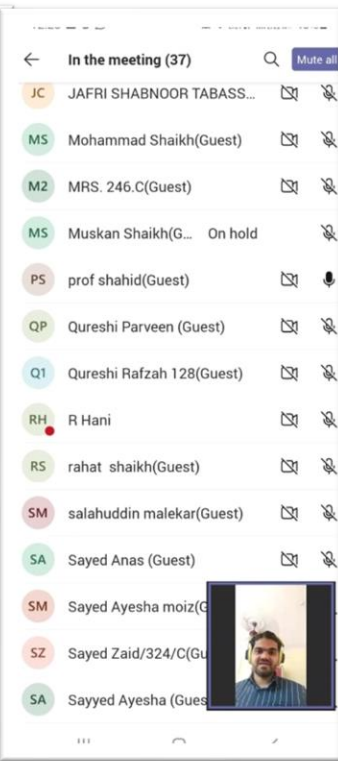 In the meeting (37)
Mute all
JC JAFRI SHABNOOR TABASS...
MS Mohammad Shaikh(Guest)
M2 MRS. 246.C(Guest)
MS Muskan Shaikh(G... On hold
PS prof shahid(Guest)
QP Qureshi Parveen (Guest)
Q1 Qureshi Rafzah 128(Guest)
RH R Hani
RS rahat shaikh(Guest)
SM salahuddin malekar(Guest)
SA Sayed Anas (Guest)
SM Sayed Ayesha moiz(G
SZ Sayed Zaid/324/C(Gu
SA Sayyed Ayesha (Gues